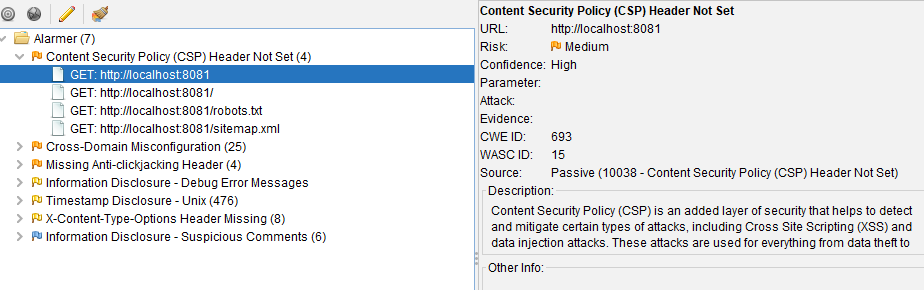 Alarmer (7)
Content Security Policy (CSP) Header Not Set (4)
GET: http://localhost:8081
GET: http://localhost:8081/
GET: http://localhost:8081/robots.txt
GET: http://localhost:8081/sitemap.xml
Cross-Domain Misconfiguration (25)
Missing Anti-clickjacking Header (4)
Information Disclosure - Debug Error Messages
Timestamp Disclosure - Unix (476)
X-Content-Type-Options Header Missing (8)
Information Disclosure - Suspicious Comments (6)
Content Security Policy (CSP) Header Not Set
URL: http://localhost:8081
Risk: Medium
Confidence: High
Parameter:
Attack:
Evidence:
CWE ID: 693
WASC ID: 15
Source: Passive (10038 - Content Security Policy (CSP) Header Not Set)
Description:
Content Security Policy (CSP) is an added layer of security that helps to detect
and mitigate certain types of attacks, including Cross Site Scripting (XSS) and
data injection attacks. These attacks are used for everything from data theft to
Other Info: